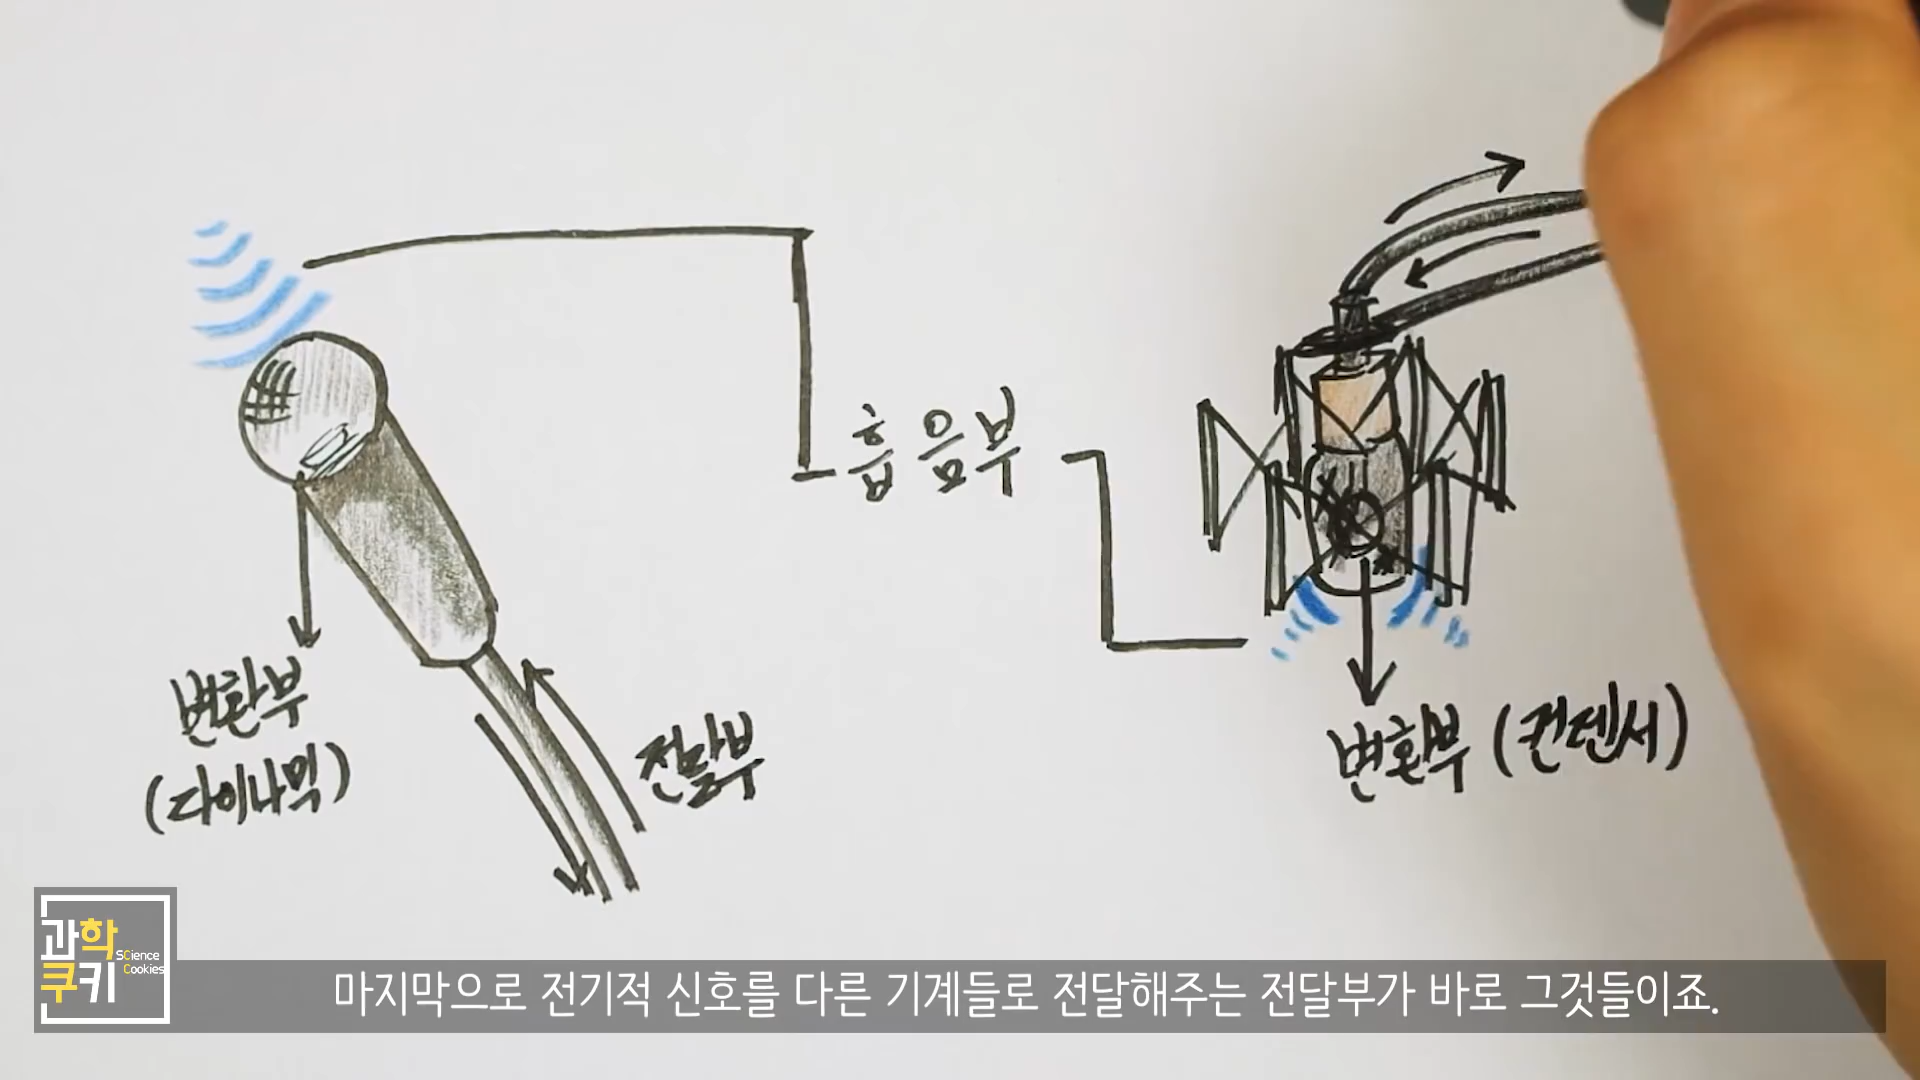 흡음부
변환부
(다이나믹)
전달부
변환부 (컨덴서)
과학
쿠키
SCience
Cookies
마지막으로 전기적 신호를 다른 기계들로 전달해주는 전달부가 바로 그것들이죠.